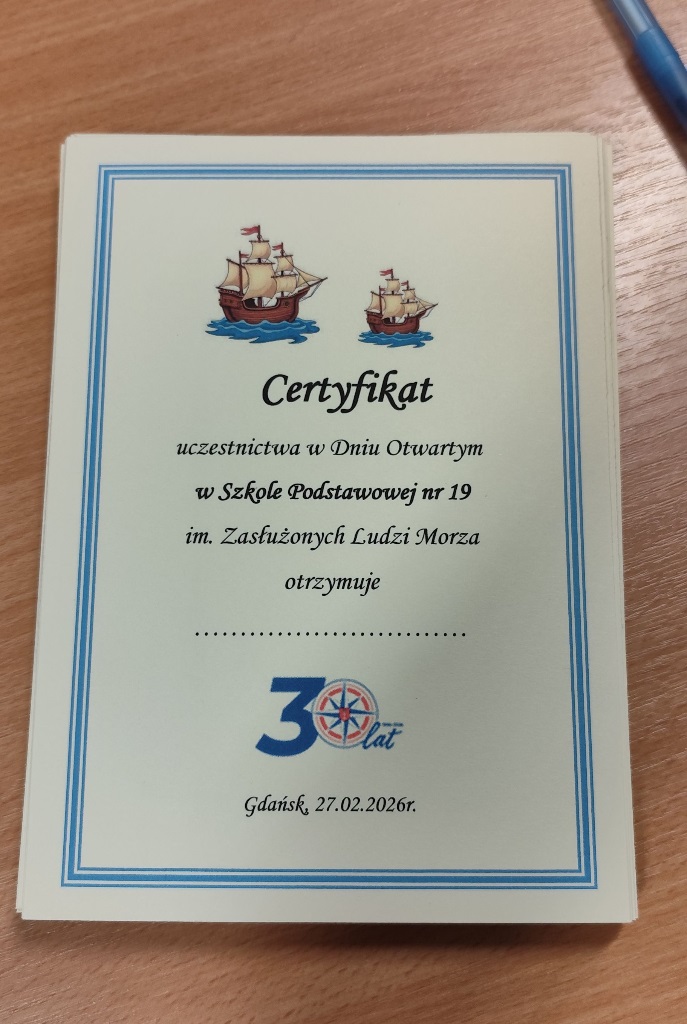 Certyfikat
uczestnictwa w Dniu Otwartym
w Szkole Podstawowej nr 19
im. Zasłużonych Ludzi Morza
otrzymuje
..............................
30 lat
Gdańsk, 27.02.2026r.